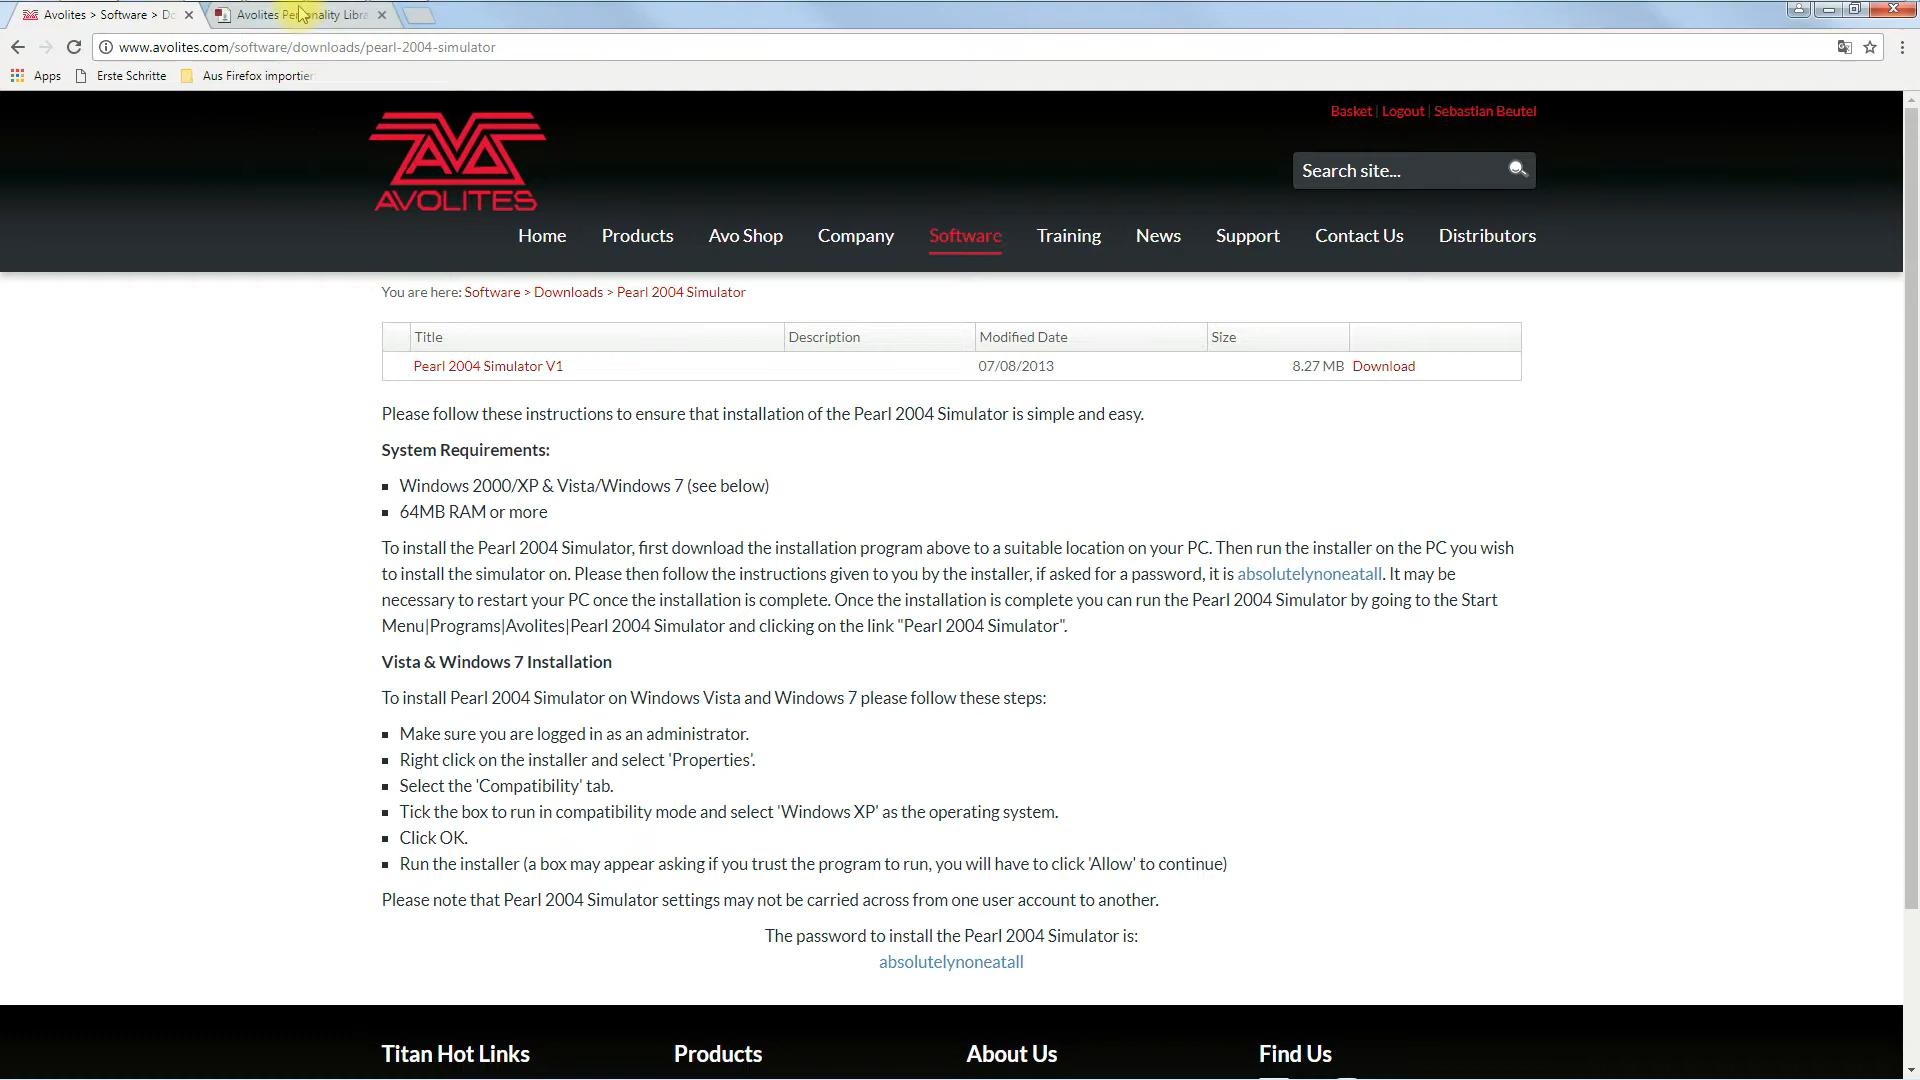 Avolites > Software > Do
Avolites Personality Libra
www.avolites.com/software/downloads/pearl-2004-simulator
Apps Erste Schritte Aus Firefox importier
Basket | Logout | Sebastian Beutel
AVOLITES
Search site...
Home Products Avo Shop Company Software Training News Support Contact Us Distributors
You are here: Software > Downloads > Pearl 2004 Simulator
Title Description Modified Date Size
Pearl 2004 Simulator V1 07/08/2013 8.27 MB Download
Please follow these instructions to ensure that installation of the Pearl 2004 Simulator is simple and easy.
System Requirements:
▪ Windows 2000/XP & Vista/Windows 7 (see below)
▪ 64MB RAM or more
To install the Pearl 2004 Simulator, first download the installation program above to a suitable location on your PC. Then run the installer on the PC you wish
to install the simulator on. Please then follow the instructions given to you by the installer, if asked for a password, it is absolutelynoneatall. It may be
necessary to restart your PC once the installation is complete. Once the installation is complete you can run the Pearl 2004 Simulator by going to the Start
Menu|Programs|Avolites|Pearl 2004 Simulator and clicking on the link "Pearl 2004 Simulator".
Vista & Windows 7 Installation
To install Pearl 2004 Simulator on Windows Vista and Windows 7 please follow these steps:
▪ Make sure you are logged in as an administrator.
▪ Right click on the installer and select 'Properties'.
▪ Select the 'Compatibility' tab.
▪ Tick the box to run in compatibility mode and select 'Windows XP' as the operating system.
▪ Click OK.
▪ Run the installer (a box may appear asking if you trust the program to run, you will have to click 'Allow' to continue)
Please note that Pearl 2004 Simulator settings may not be carried across from one user account to another.
The password to install the Pearl 2004 Simulator is:
absolutelynoneatall
Titan Hot Links Products About Us Find Us